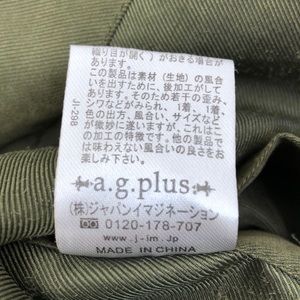 織り目が開く）がおきる場合が
あります。
この製品は素材（生地）の風合
いを出すために、後加工がして
あります。そのため若干の歪み、
シワなどがみられ、1着、1着、
色の出方、風合い、サイズなど
が微妙に違いますが、これはこ
の加工の特徴です。他の製品で
は味わえない風合いの良さをお
楽しみ下さい。
JI-298
a.g.plus
(株)ジャパンイマジネーション
0120-178-707
www.j-im.jp
MADE IN CHINA